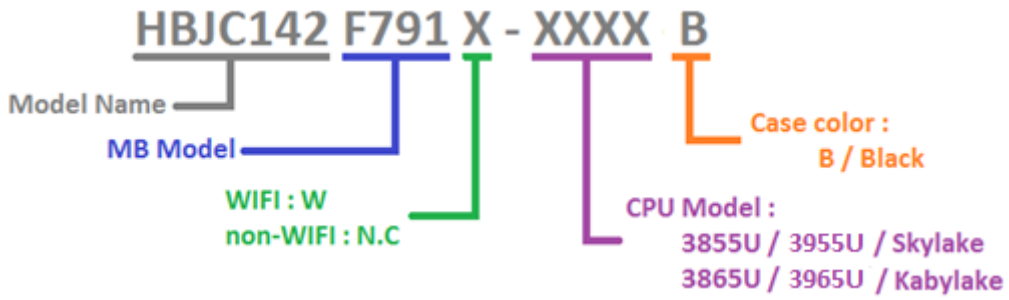 HBJC142 F791 X - XXXX B
Model Name
MB Model
Case color :
B / Black
WIFI : W
non-WIFI : N.C
CPU Model :
3855U / 3955U / Skylake
3865U / 3965U / Kabylake